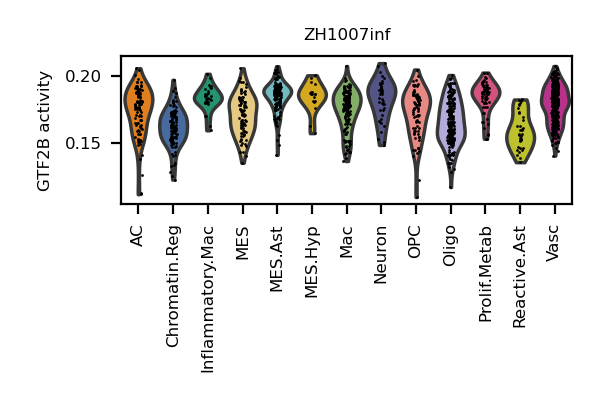 ZH1007inf
GTF2B activity
0.20
0.15
AC
Chromatin.Reg
Inflammatory.Mac
MES
MES.Ast
MES.Hyp
Mac
Neuron
OPC
Oligo
Prolif.Metab
Reactive.Ast
Vasc